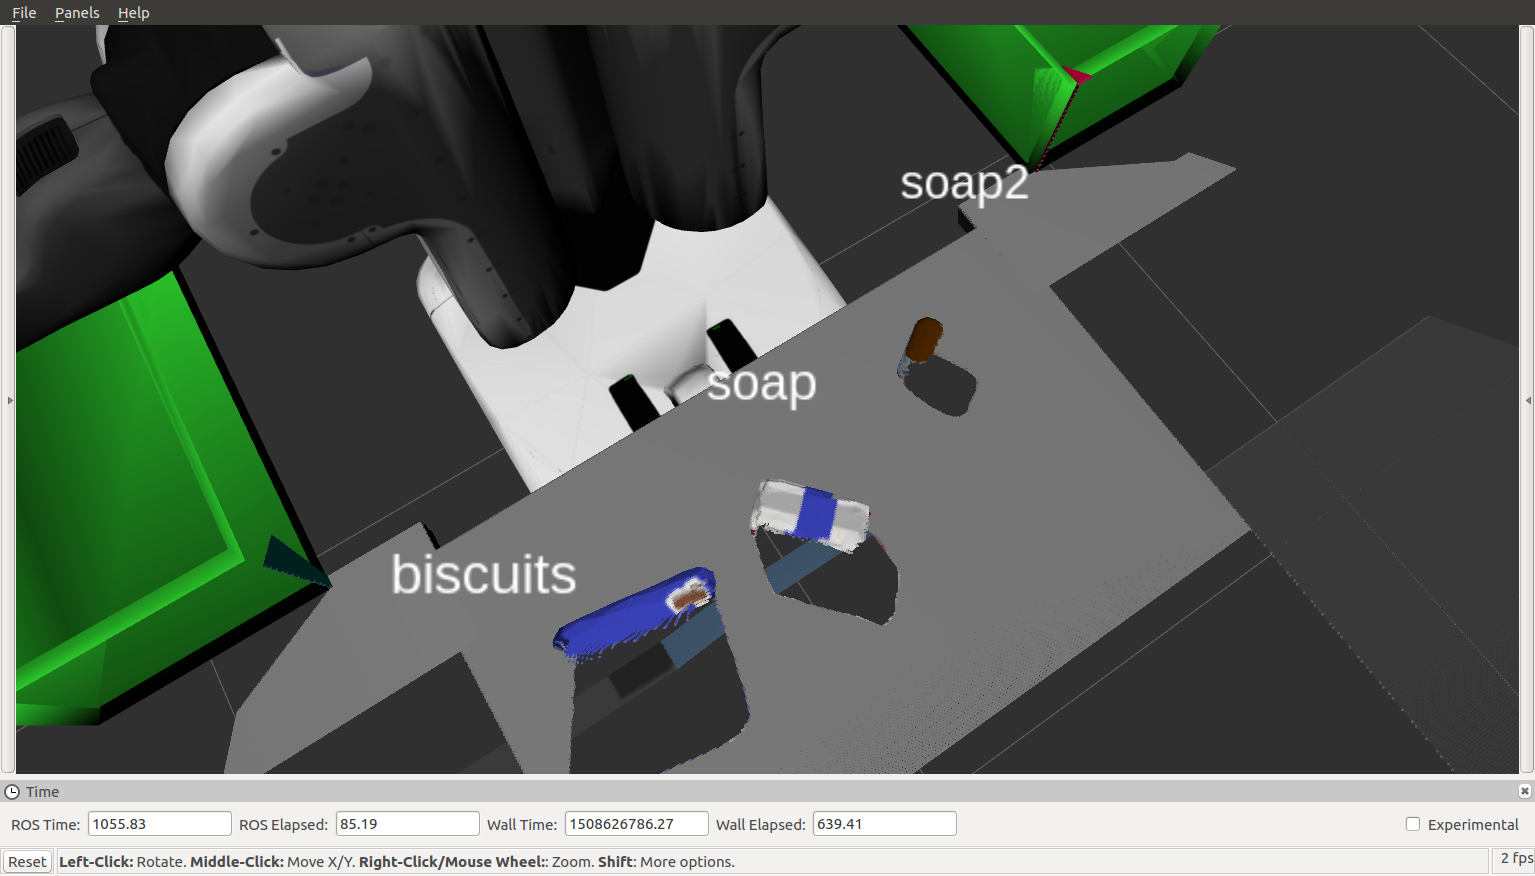 File Panels Help
soap2
soap
biscuits
Time
ROS Time: 1055.83 ROS Elapsed: 85.19 Wall Time: 1508626786.27 Wall Elapsed: 639.41 Experimental
Reset Left-Click: Rotate. Middle-Click: Move X/Y. Right-Click/Mouse Wheel:: Zoom. Shift: More options. 2 fps